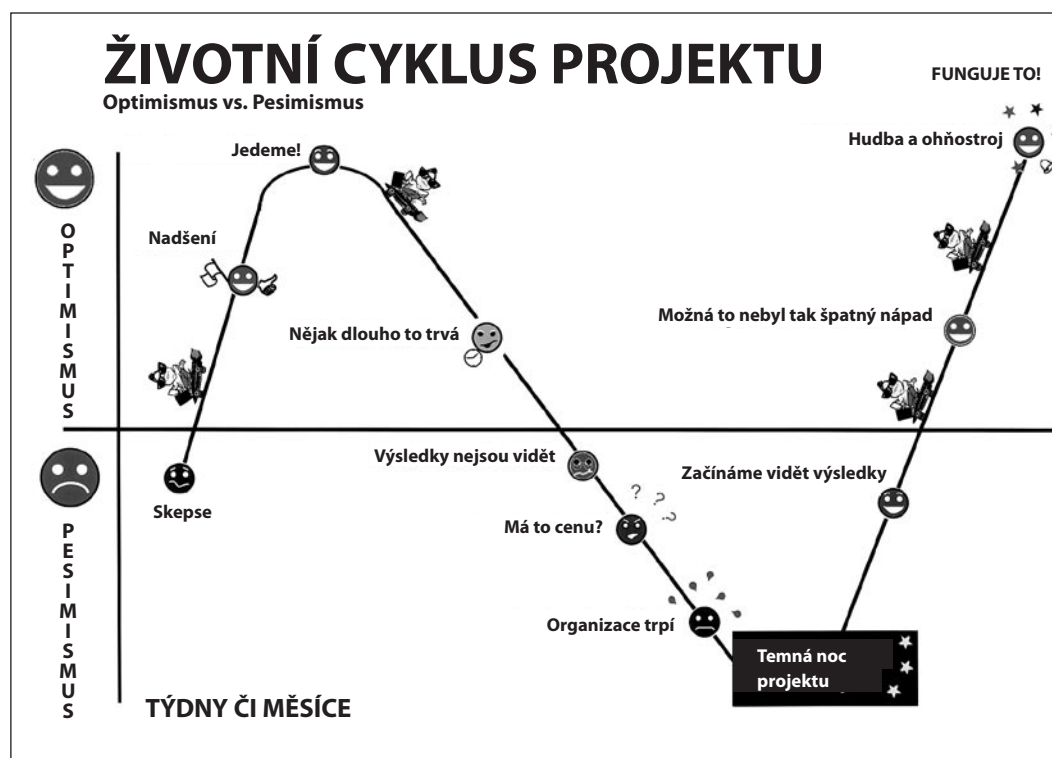 ŽIVOTNÍ CYKLUS PROJEKTU
Optimismus vs. Pesimismus
FUNGUJE TO!
Hudba a ohňostroj
Jedeme!
Nadšení
Nějak dlouho to trvá
Možná to nebyl tak špatný nápad
OPTIMISMUS
Výsledky nejsou vidět
Začínáme vidět výsledky
Skepse
? ? ?
Má to cenu?
Organizace trpí
Temná noc
projektu
PESIMISMUS
TÝDNY ČI MĚSÍCE